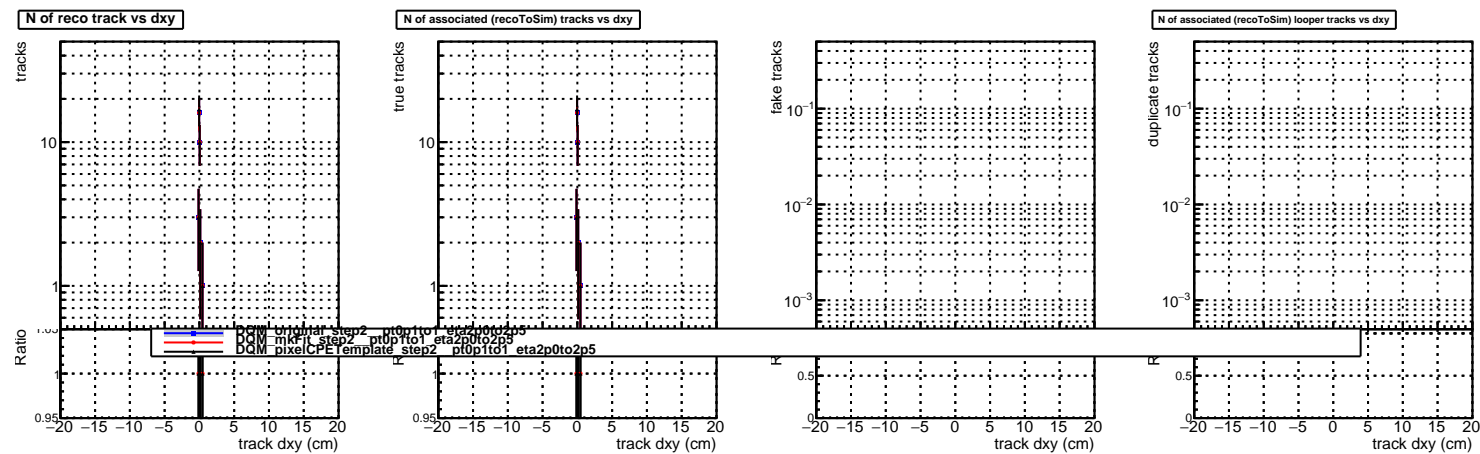 N of reco track vs dxy
N of associated (recoToSim) tracks vs dxy
N of associated (recoToSim) looper tracks vs dxy
tracks
10
1
true tracks
10
1
fake tracks
10−1
10−2
10−3
duplicate tracks
10−1
10−2
10−3
DQM_original_step2__pt0p1to1_eta2p0to2p5
DQM_mkFit_step2__pt0p1to1_eta2p0to2p5
DQM_pixelCPETemplate_step2__pt0p1to1_eta2p0to2p5
Ratio
1
0.95
1
0.95
0.5
0
0.5
0
−20 −15 −10 −5 0 5 10 15 20
−20 −15 −10 −5 0 5 10 15 20
−20 −15 −10 −5 0 5 10 15 20
−20 −15 −10 −5 0 5 10 15 20
track dxy (cm)
track dxy (cm)
track dxy (cm)
track dxy (cm)